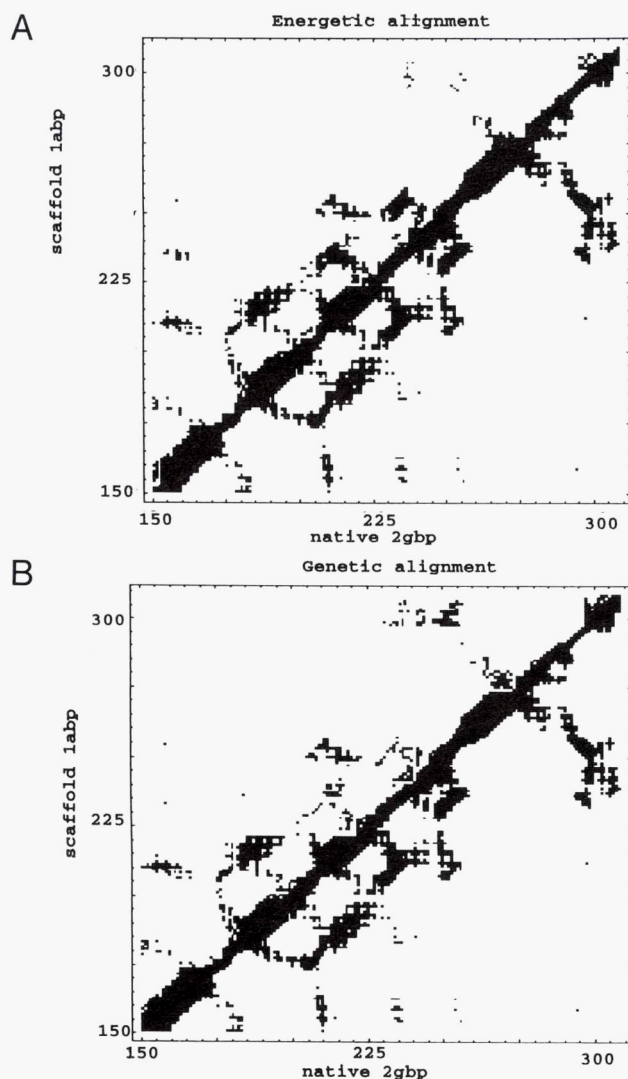 A
Energetic alignment
scaffold 1abp
300
225
150
150
225
300
native 2gbp
B
Genetic alignment
scaffold 1abp
300
225
150
150
225
300
native 2gbp